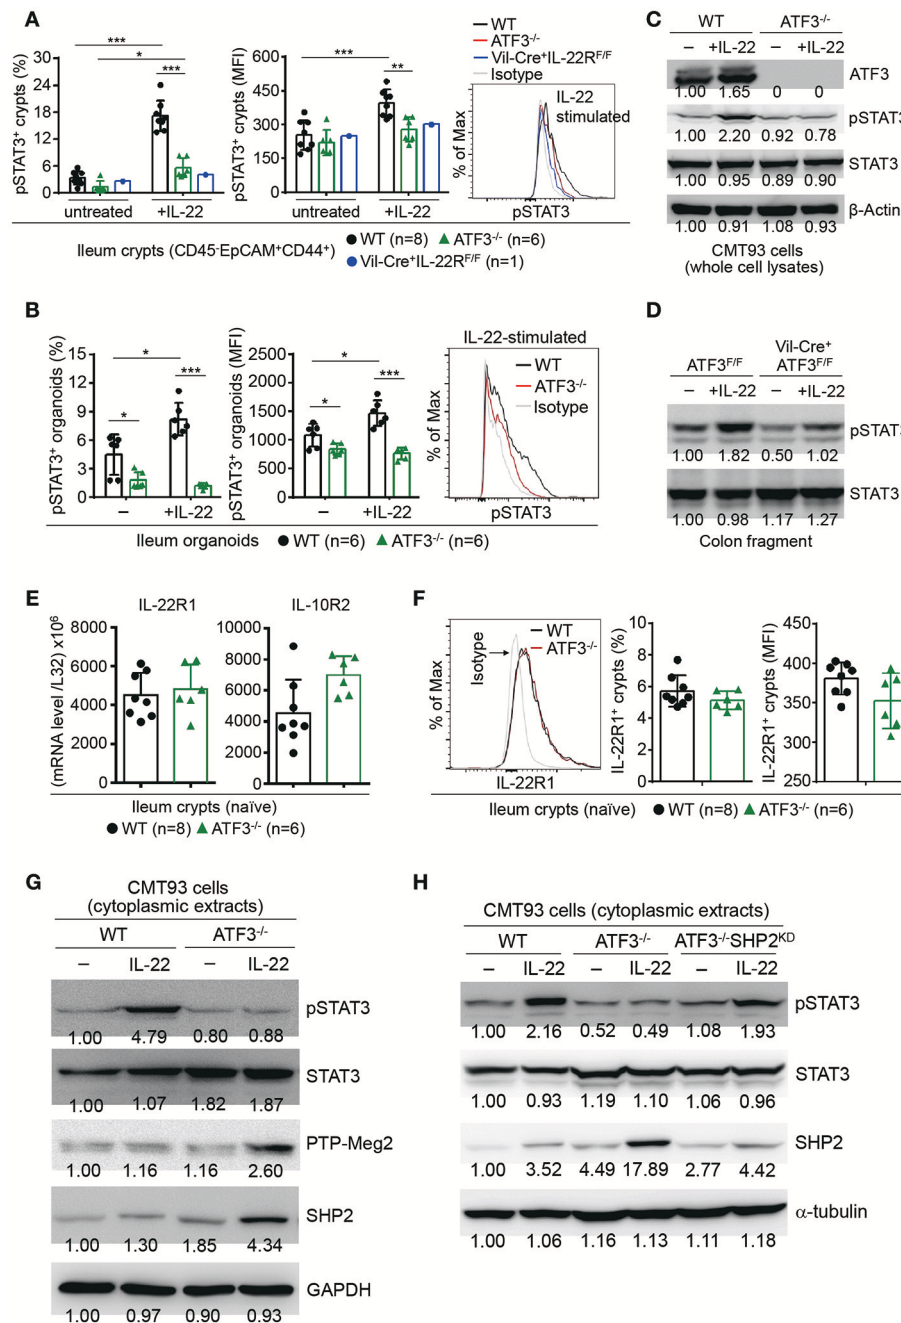 A
pSTAT3⁺ crypts (%)
30
24
18
12
6
0
***
*
***
untreated
+IL-22
pSTAT3⁺ crypts (MFI)
600
450
300
150
0
***
**
untreated
+IL-22
WT
ATF3⁻/⁻
Vil-Cre⁺IL-22Rᶠ/ᶠ
Isotype
IL-22
stimulated
% of Max
pSTAT3
Ileum crypts (CD45⁻EpCAM⁺CD44⁺)
WT (n=8)
ATF3⁻/⁻ (n=6)
Vil-Cre⁺IL-22Rᶠ/ᶠ (n=1)
B
pSTAT3⁺ organoids (%)
15
12
9
6
3
0
*
*
***
–
+IL-22
pSTAT3⁺ organoids (MFI)
2500
2000
1500
1000
500
0
*
*
***
–
+IL-22
IL-22-stimulated
WT
ATF3⁻/⁻
Isotype
% of Max
pSTAT3
Ileum organoids
WT (n=6)
ATF3⁻/⁻ (n=6)
C
WT ATF3⁻/⁻
– +IL-22 – +IL-22
ATF3
1.00 1.65 0 0
pSTAT3
1.00 2.20 0.92 0.78
STAT3
1.00 0.95 0.89 0.90
β-Actin
1.00 0.91 1.08 0.93
CMT93 cells
(whole cell lysates)
D
Vil-Cre⁺
ATF3ᶠ/ᶠ ATF3ᶠ/ᶠ
– +IL-22 – +IL-22
pSTAT3
1.00 1.82 0.50 1.02
STAT3
1.00 0.98 1.17 1.27
Colon fragment
E
IL-22R1
(mRNA level /L32) x10⁶
8000
6000
4000
2000
0
IL-10R2
10000
8000
6000
4000
2000
0
Ileum crypts (naïve)
WT (n=8)
ATF3⁻/⁻ (n=6)
F
% of Max
Isotype
WT
ATF3⁻/⁻
IL-22R1
IL-22R1⁺ crypts (%)
10
8
6
4
2
0
IL-22R1⁺ crypts (MFI)
450
400
350
300
250
Ileum crypts (naïve)
WT (n=8)
ATF3⁻/⁻ (n=6)
G
CMT93 cells
(cytoplasmic extracts)
WT ATF3⁻/⁻
– IL-22 – IL-22
pSTAT3
1.00 4.79 0.80 0.88
STAT3
1.00 1.07 1.82 1.87
PTP-Meg2
1.00 1.16 1.16 2.60
SHP2
1.00 1.30 1.85 4.34
GAPDH
1.00 0.97 0.90 0.93
H
CMT93 cells (cytoplasmic extracts)
WT ATF3⁻/⁻ ATF3⁻/⁻SHP2ᴷᴰ
– IL-22 – IL-22 – IL-22
pSTAT3
1.00 2.16 0.52 0.49 1.08 1.93
STAT3
1.00 0.93 1.19 1.10 1.06 0.96
SHP2
1.00 3.52 4.49 17.89 2.77 4.42
α-tubulin
1.00 1.06 1.16 1.13 1.11 1.18